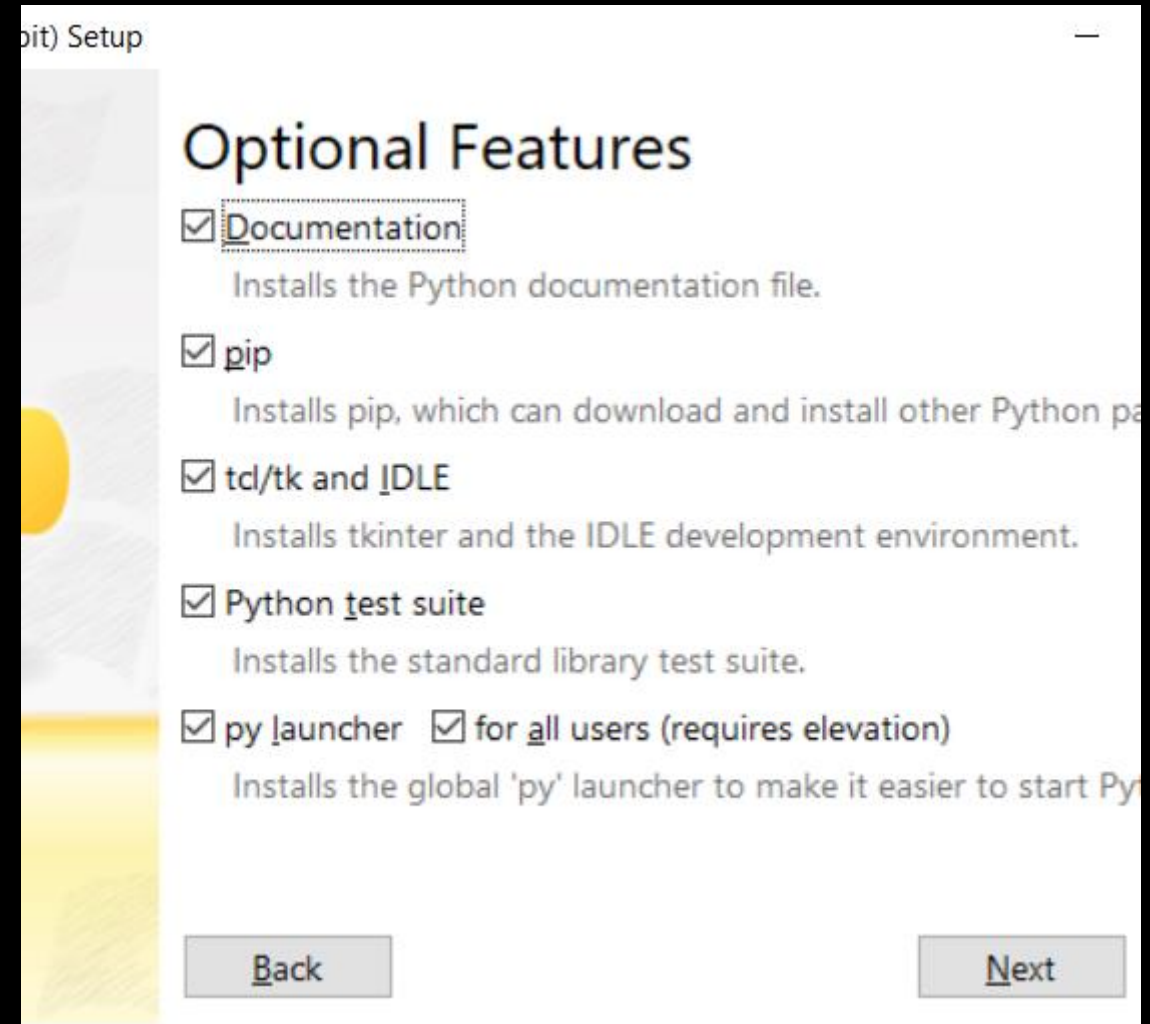 bit) Setup
Optional Features
Documentation
Installs the Python documentation file.
pip
Installs pip, which can download and install other Python pa
tcl/tk and IDLE
Installs tkinter and the IDLE development environment.
Python test suite
Installs the standard library test suite.
py launcher for all users (requires elevation)
Installs the global 'py' launcher to make it easier to start Pyt
Back Next